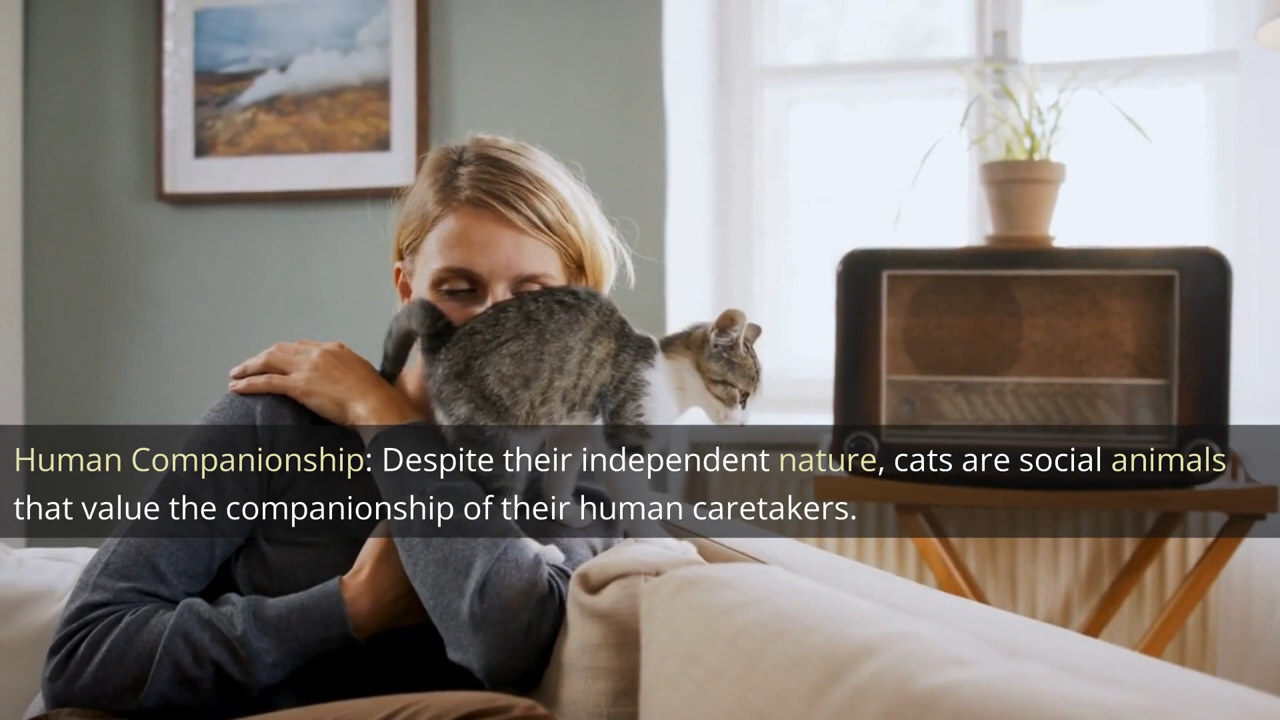 Human Companionship: Despite their independent nature, cats are social animals
that value the companionship of their human caretakers.